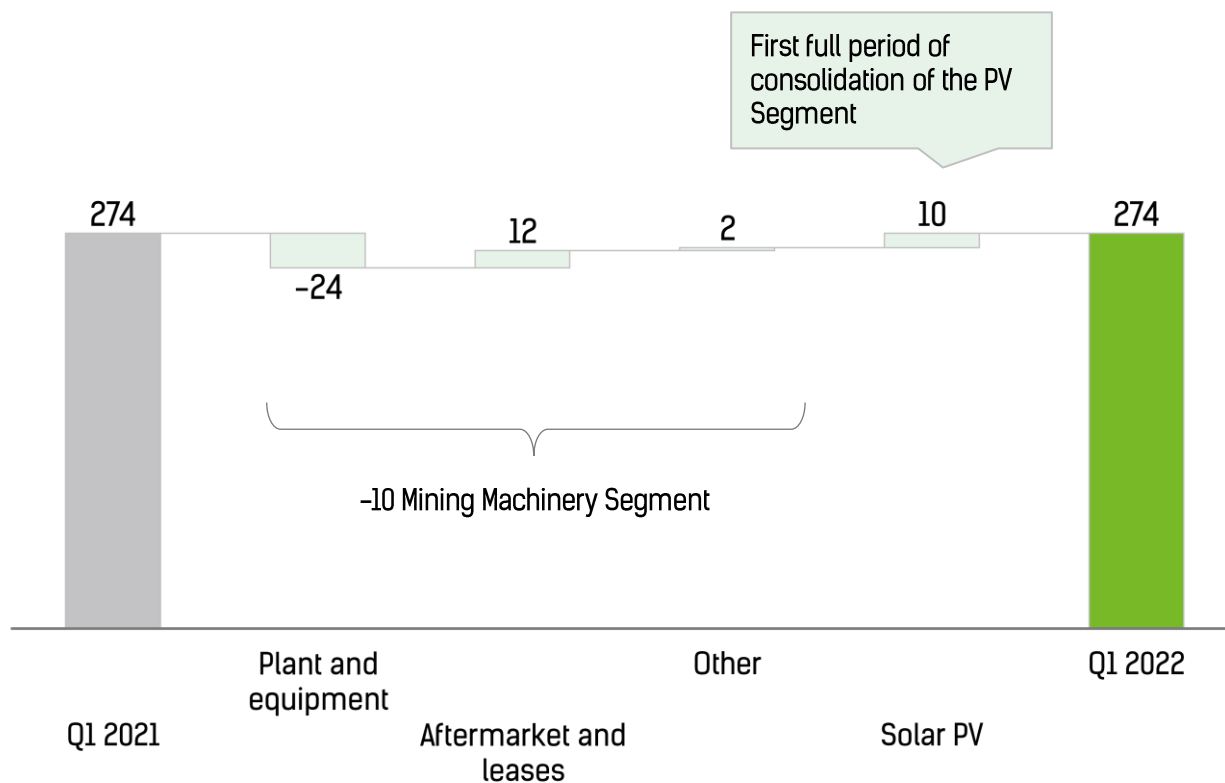 First full period of
consolidation of the PV
Segment
274
–24
12
2
10
274
–10 Mining Machinery Segment
Q1 2021
Plant and
equipment
Aftermarket and
leases
Other
Solar PV
Q1 2022